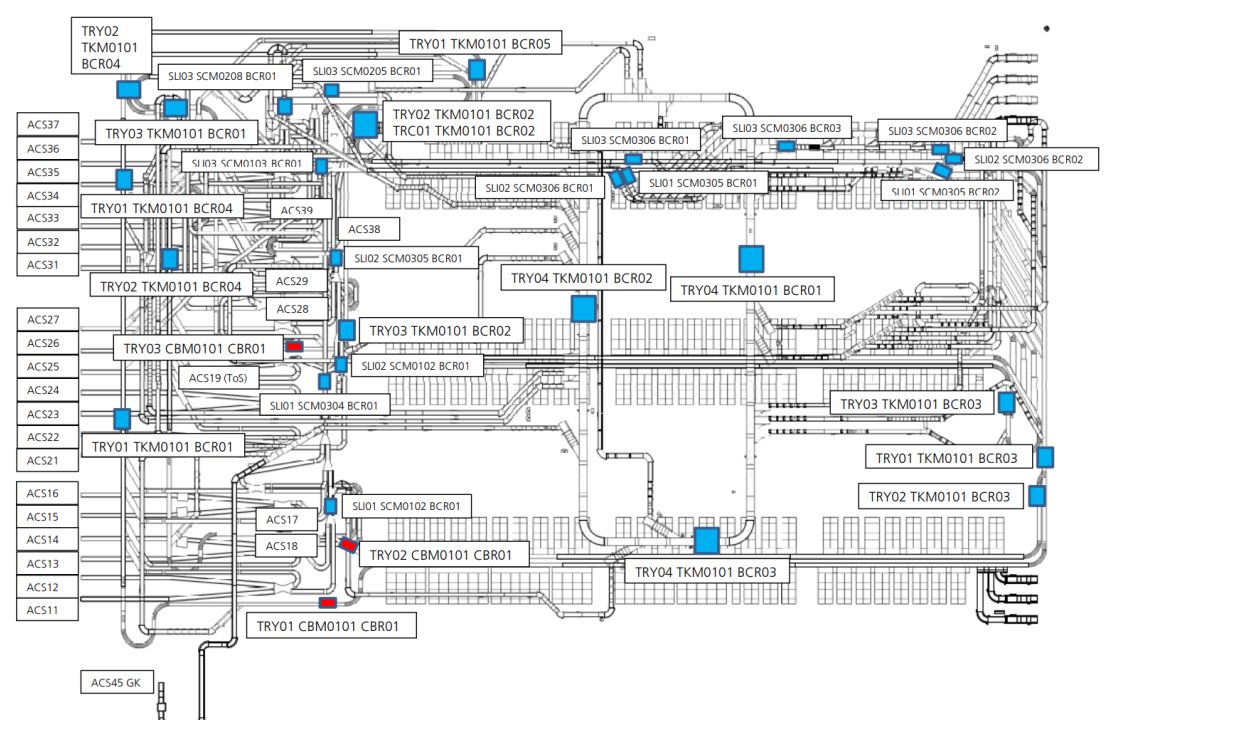 TRY02
TKM0101
BCR04
TRY01 TKM0101 BCR05
SLI03 SCM0208 BCR01
SLI03 SCM0205 BCR01
TRY02 TKM0101 BCR02
TRC01 TKM0101 BCR02
ACS37
TRY03 TKM0101 BCR01
SLI03 SCM0306 BCR03
SLI03 SCM0306 BCR02
SLI03 SCM0306 BCR01
ACS36
SLI03 SCM0103 BCR01
SLI02 SCM0306 BCR02
ACS35
SLI02 SCM0306 BCR01
SLI01 SCM0305 BCR01
SLI01 SCM0305 BCR02
ACS34
TRY01 TKM0101 BCR04
ACS39
ACS33
ACS38
ACS32
SLI02 SCM0305 BCR01
ACS31
TRY02 TKM0101 BCR04
ACS29
TRY04 TKM0101 BCR02
TRY04 TKM0101 BCR01
ACS28
ACS27
TRY03 TKM0101 BCR02
ACS26
TRY03 CBM0101 CBR01
ACS25
SLI02 SCM0102 BCR01
ACS19 (ToS)
ACS24
SLI01 SCM0304 BCR01
TRY03 TKM0101 BCR03
ACS23
ACS22
TRY01 TKM0101 BCR01
ACS21
TRY01 TKM0101 BCR03
ACS16
TRY02 TKM0101 BCR03
SLI01 SCM0102 BCR01
ACS15
ACS17
ACS14
ACS18
TRY02 CBM0101 CBR01
ACS13
TRY04 TKM0101 BCR03
ACS12
ACS11
TRY01 CBM0101 CBR01
ACS45 GK